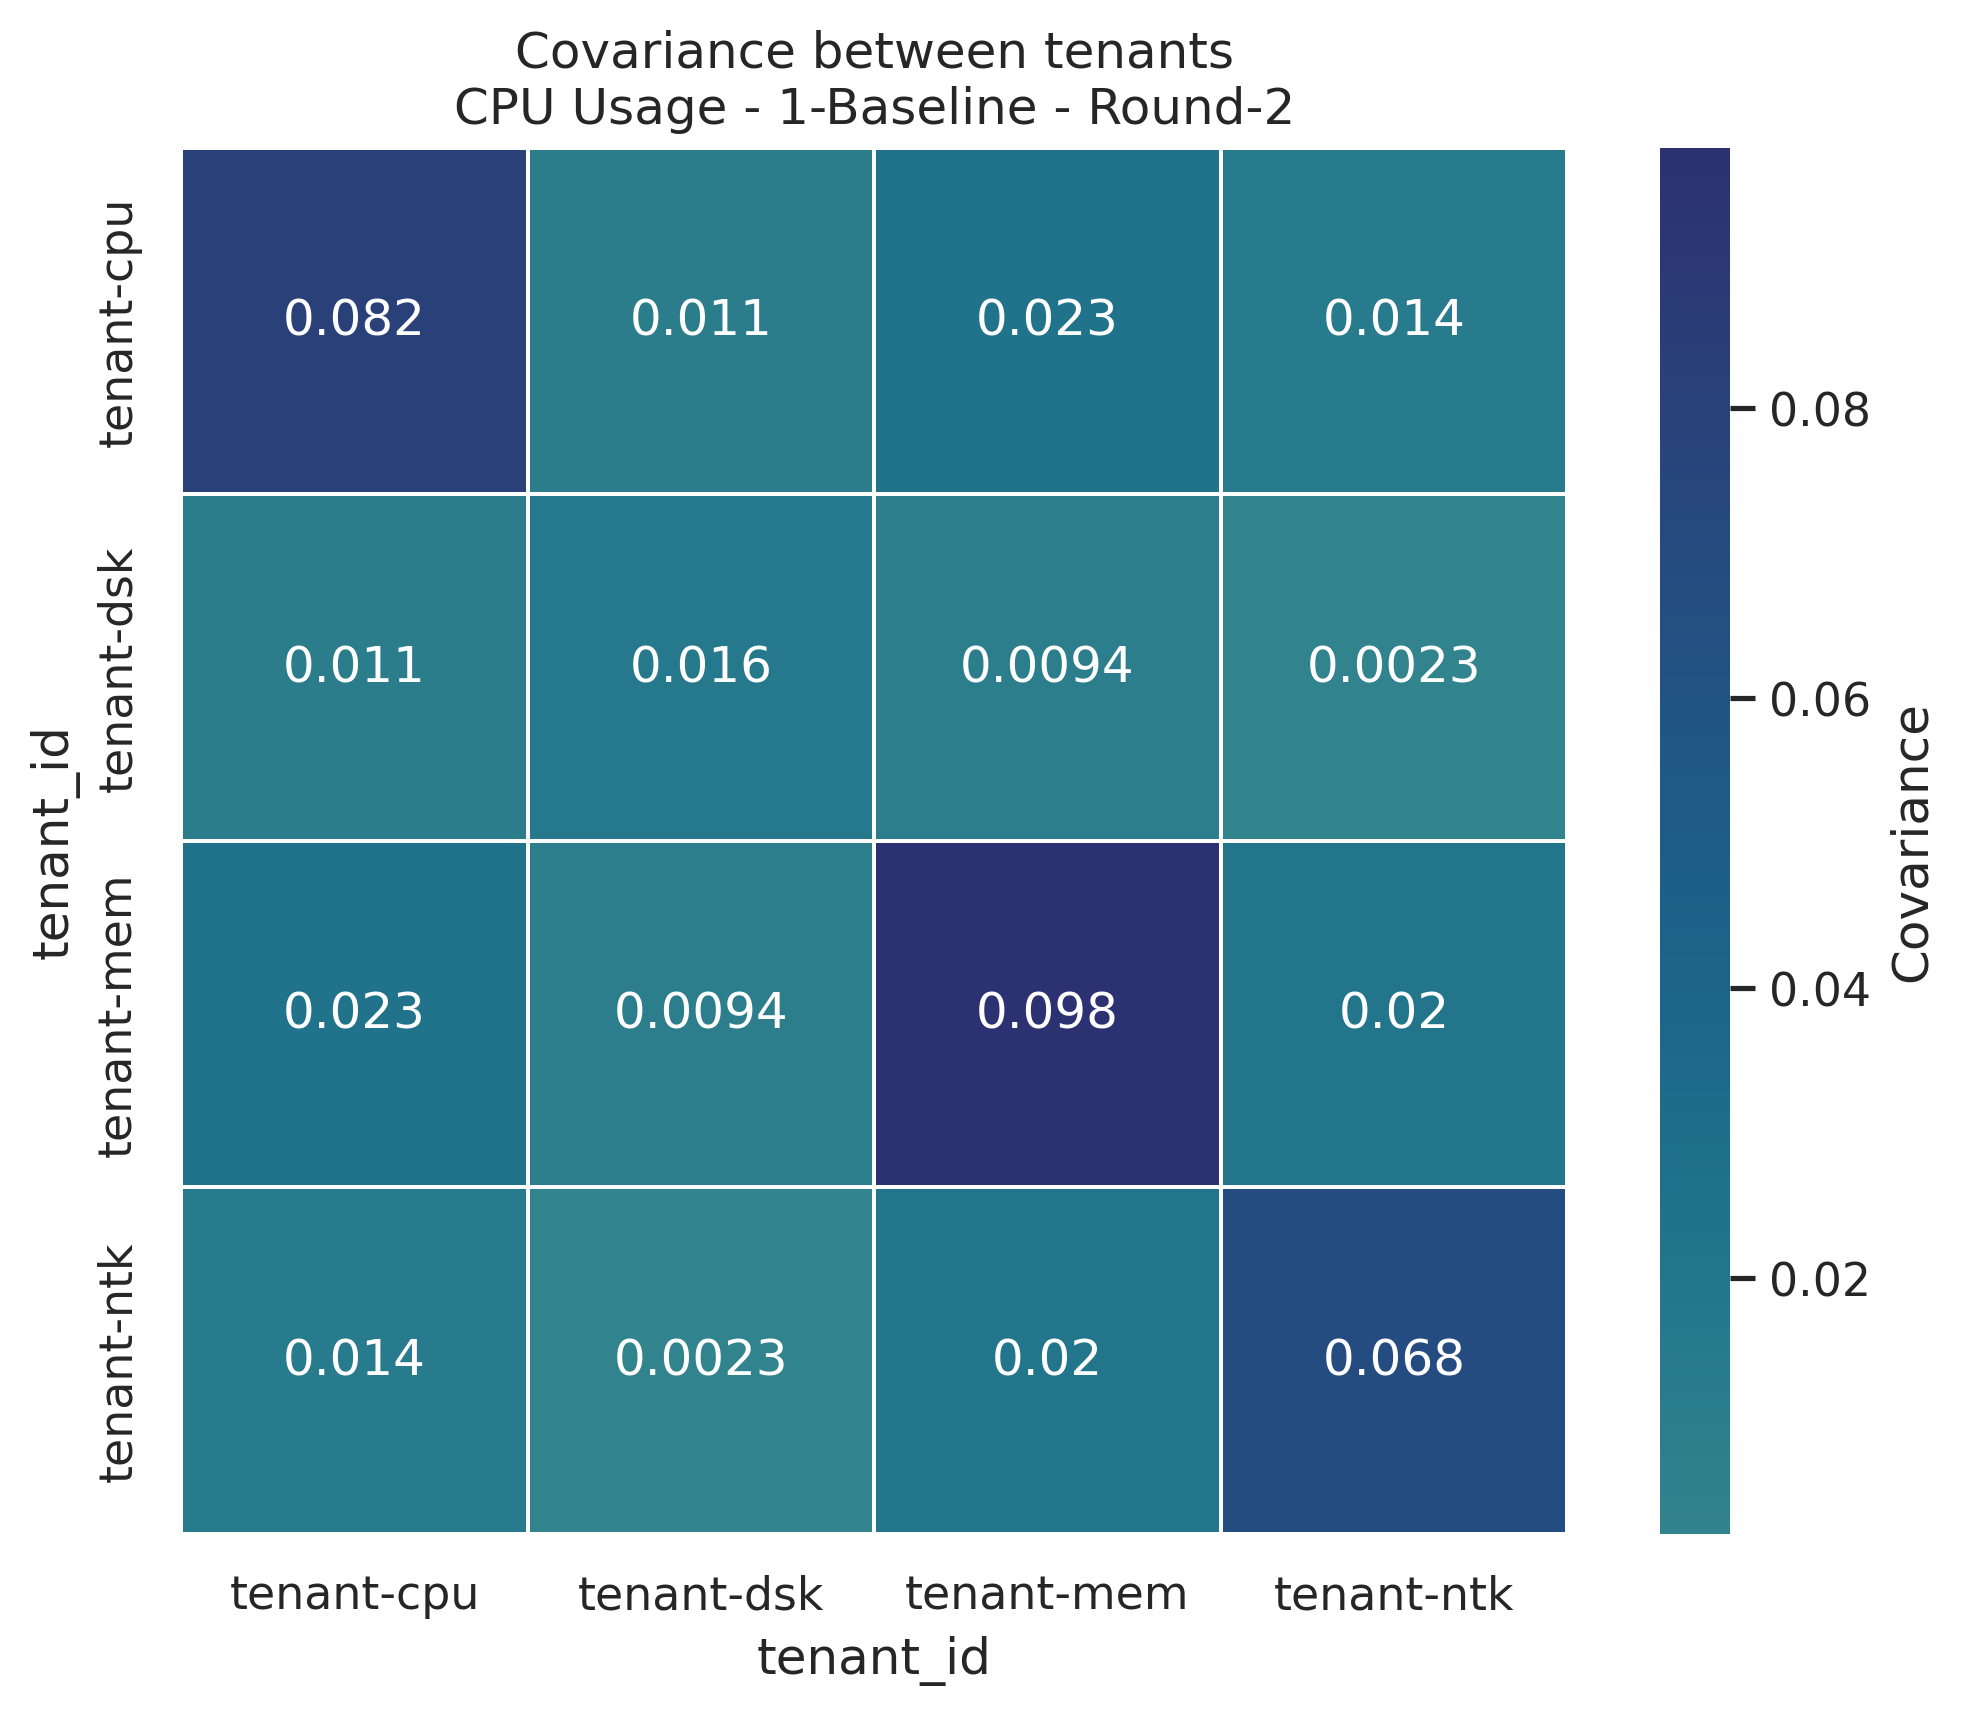 Covariance between tenants
CPU Usage - 1-Baseline - Round-2
tenant_id
tenant-cpu
0.082 0.011 0.023 0.014
tenant-dsk
0.011 0.016 0.0094 0.0023
tenant-mem
0.023 0.0094 0.098 0.02
tenant-ntk
0.014 0.0023 0.02 0.068
tenant-cpu tenant-dsk tenant-mem tenant-ntk
tenant_id
0.08
0.06
0.04
0.02
Covariance